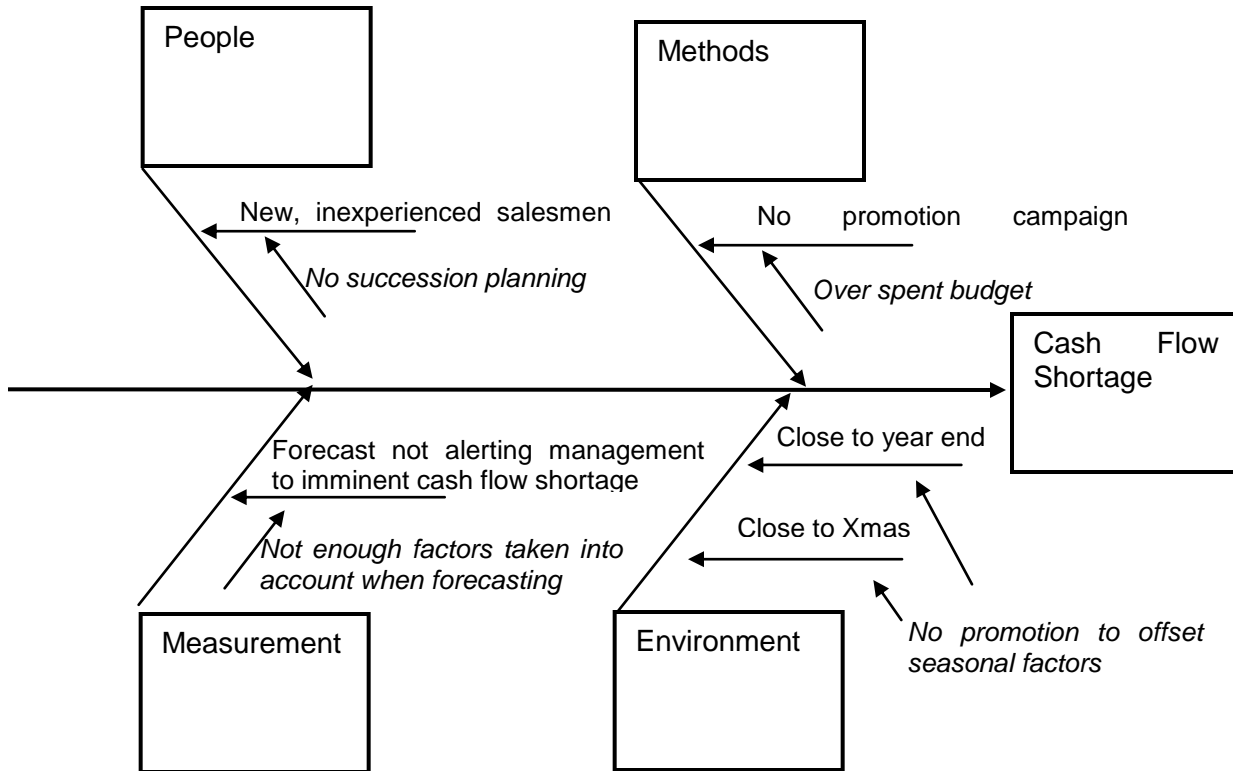 People
Methods
New, inexperienced salesmen
No succession planning
No promotion campaign
Over spent budget
Cash Flow
Shortage
Forecast not alerting management
to imminent cash flow shortage
Not enough factors taken into
account when forecasting
Close to year end
Close to Xmas
No promotion to offset
seasonal factors
Measurement
Environment